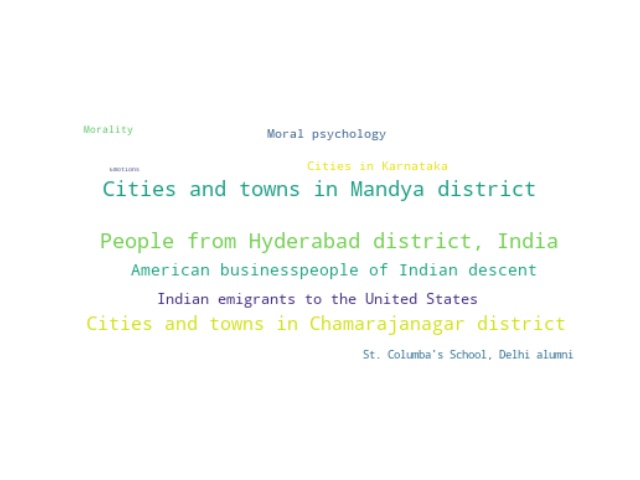 Morality
Moral psychology
Cities in Karnataka
Emotions
Cities and towns in Mandya district
People from Hyderabad district, India
American businesspeople of Indian descent
Indian emigrants to the United States
Cities and towns in Chamarajanagar district
St. Columba's School, Delhi alumni